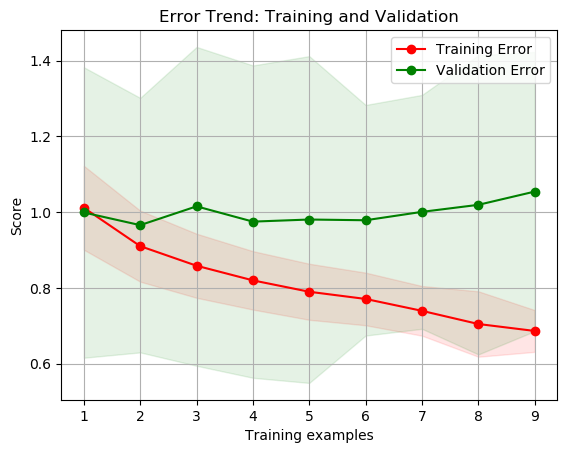 Error Trend: Training and Validation
Training Error
Validation Error
Score
1.4
1.2
1.0
0.8
0.6
1 2 3 4 5 6 7 8 9
Training examples